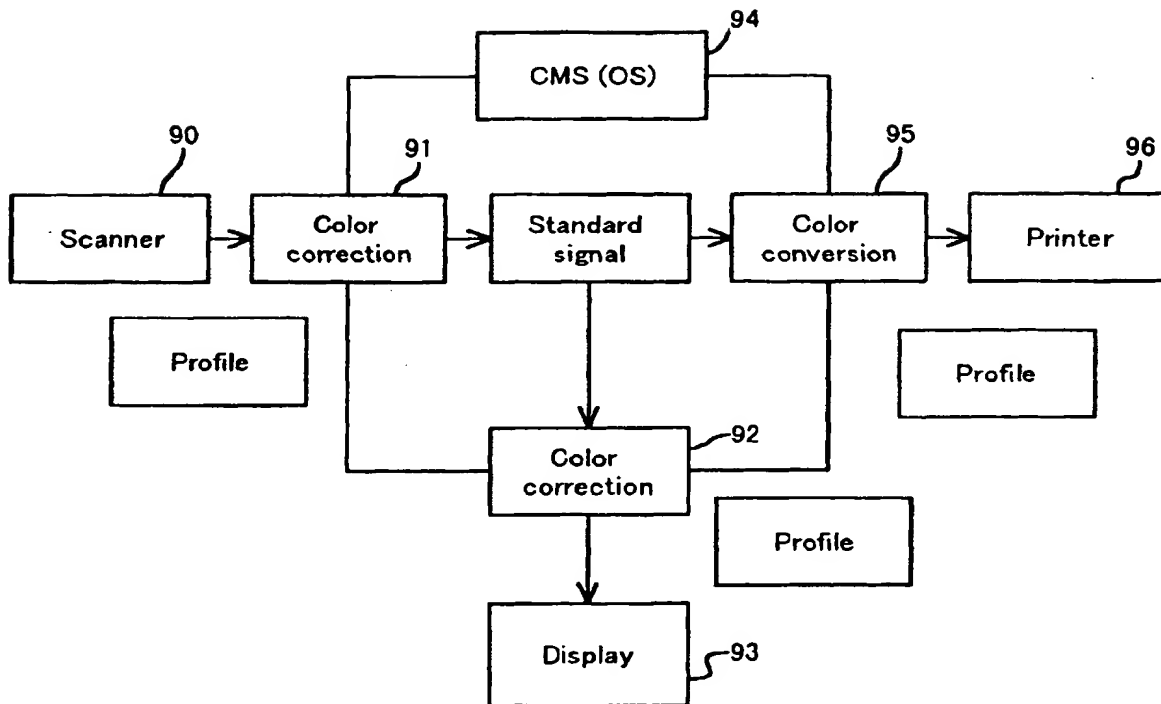 94
CMS (OS)
90
91
95
96
Scanner
Color
correction
Standard
signal
Color
conversion
Printer
Profile
Profile
92
Color
correction
Profile
Display
93